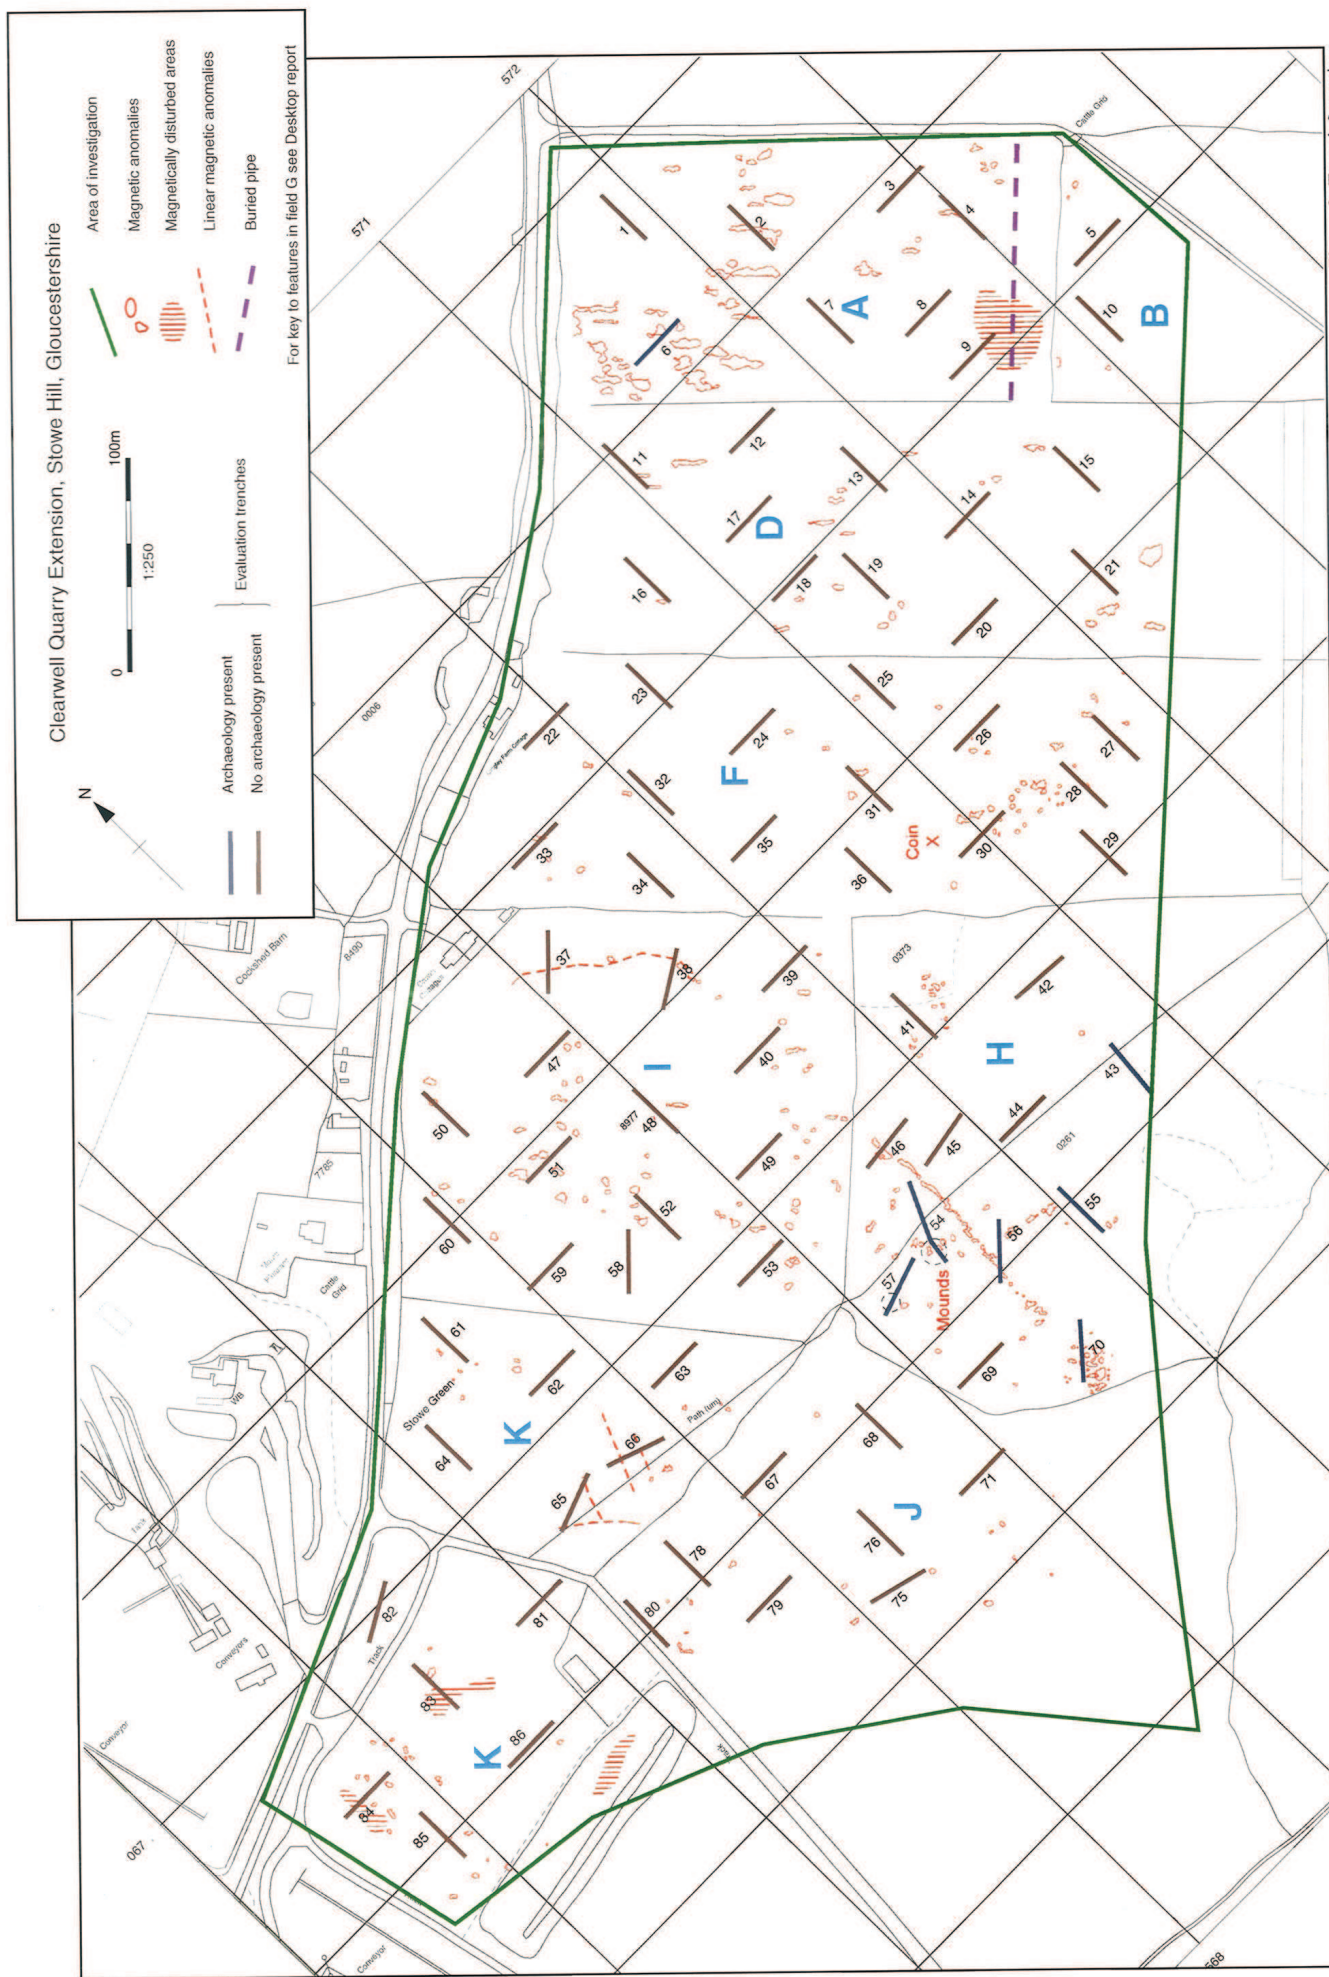 Clearwell Quarry Extension, Stowe Hill, Gloucestershire
N
0
100m
1:250
Archaeology present
No archaeology present
Evaluation trenches
Area of investigation
Magnetic anomalies
Magnetically disturbed areas
Linear magnetic anomalies
Buried pipe
For key to features in field G see Desktop report
572
571
0006
Cattle Grid
1
2
3
4
5
6
7
8
9
10
A
B
11
12
13
14
15
16
17
18
19
20
21
D
22
23
24
25
26
27
28
29
30
31
32
33
34
35
36
F
Coin
X
Cockshed Barn
8490
37
38
39
40
41
42
43
44
45
46
47
48
8977
49
50
51
52
53
I
H
0373
0261
7785
Cattle
Grid
54
55
56
57
Mounds
58
59
60
61
62
63
64
65
66
Stowe Green
K
Path (um)
67
68
69
70
71
J
75
76
78
79
80
81
82
83
84
85
86
K
WB
Track
Conveyors
Conveyor
067
Conveyor
568